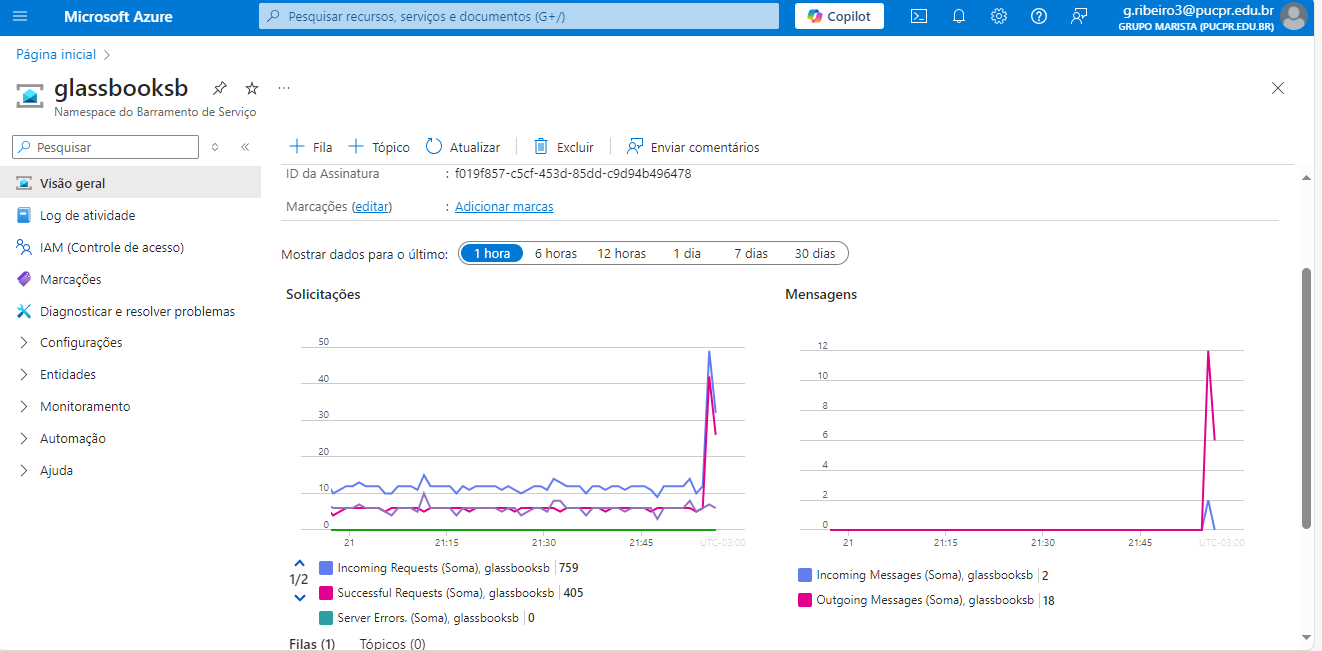 Microsoft Azure
Pesquisar recursos, serviços e documentos (G+/)
Copilot
g.ribeiro3@pucpr.edu.br
GRUPO MARISTA (PUCPR.EDU.BR)
Página inicial
glassbooksb
Namespace do Barramento de Serviço
Pesquisar
Visão geral
Log de atividade
IAM (Controle de acesso)
Marcações
Diagnosticar e resolver problemas
Configurações
Entidades
Monitoramento
Automação
Ajuda
Fila Tópico Atualizar Excluir Enviar comentários
ID da Assinatura : f019f857-c5cf-453d-85dd-c9d94b496478
Marcações (editar) : Adicionar marcas
Mostrar dados para o último: 1 hora 6 horas 12 horas 1 dia 7 dias 30 dias
Solicitações
50
40
30
20
10
0
21 21:15 21:30 21:45 UTC-03:00
1/2
Incoming Requests (Soma), glassbooksb 759
Successful Requests (Soma), glassbooksb 405
Server Errors. (Soma), glassbooksb 0
Mensagens
12
10
8
6
4
2
0
21 21:15 21:30 21:45 UTC-03:00
Incoming Messages (Soma), glassbooksb 2
Outgoing Messages (Soma), glassbooksb 18
Filas (1) Tópicos (0)